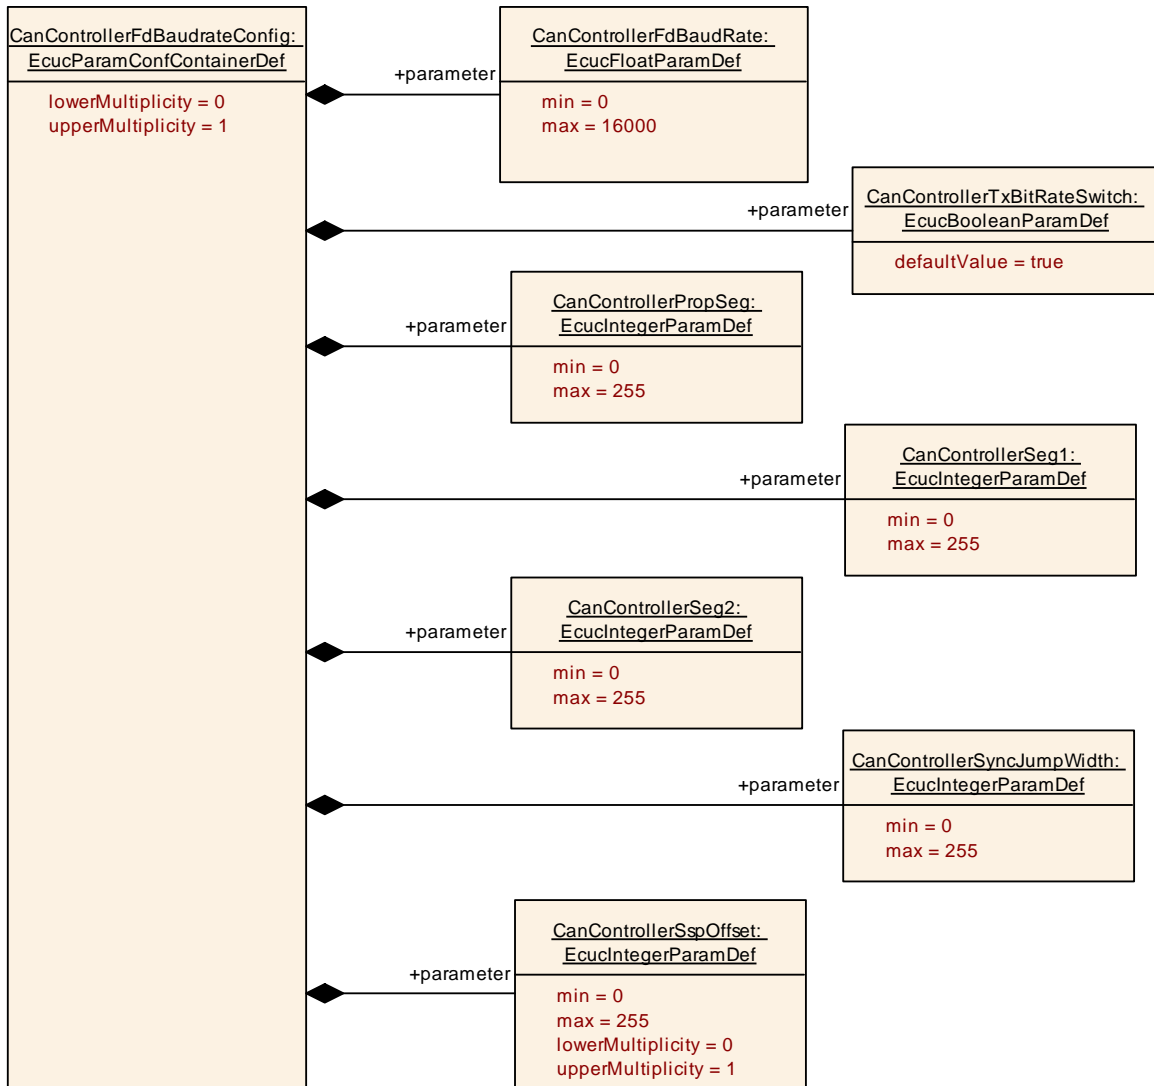 CanControllerFdBaudrateConfig:
EcucParamConfContainerDef
lowerMultiplicity = 0
upperMultiplicity = 1
+parameter
CanControllerFdBaudRate:
EcucFloatParamDef
min = 0
max = 16000
+parameter
CanControllerTxBitRateSwitch:
EcucBooleanParamDef
defaultValue = true
+parameter
CanControllerPropSeg:
EcucIntegerParamDef
min = 0
max = 255
+parameter
CanControllerSeg1:
EcucIntegerParamDef
min = 0
max = 255
+parameter
CanControllerSeg2:
EcucIntegerParamDef
min = 0
max = 255
+parameter
CanControllerSyncJumpWidth:
EcucIntegerParamDef
min = 0
max = 255
+parameter
CanControllerSspOffset:
EcucIntegerParamDef
min = 0
max = 255
lowerMultiplicity = 0
upperMultiplicity = 1